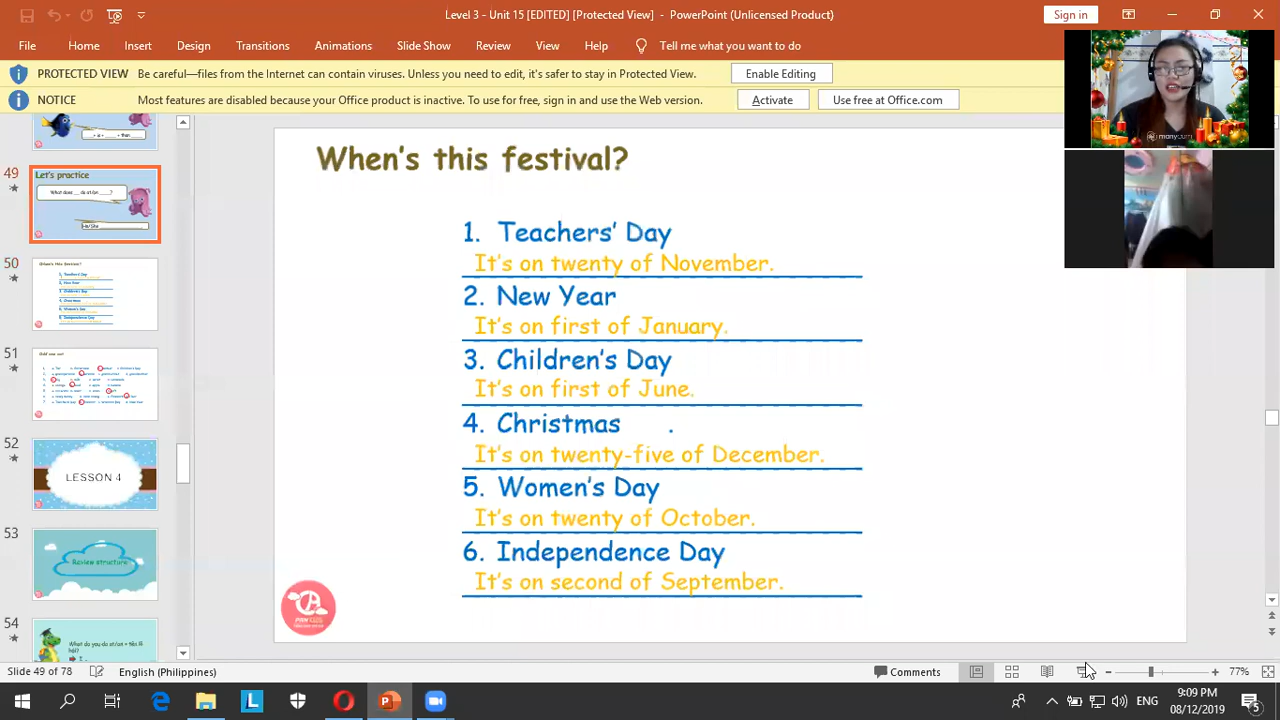 Level 3 - Unit 15 [EDITED] [Protected View] - PowerPoint (Unlicensed Product)
Sign in
File Home Insert Design Transitions Animations Slide Show Review View Help Tell me what you want to do
PROTECTED VIEW Be careful—files from the Internet can contain viruses. Unless you need to edit, it's safer to stay in Protected View. Enable Editing
NOTICE Most features are disabled because your Office product is inactive. To use for free, sign in and use the Web version. Activate Use free at Office.com
49
Let's practice
50
51
52
LESSON 4
53
Review structure
54
When's this festival?
1. Teachers' Day
It's on twenty of November.
2. New Year
It's on first of January.
3. Children's Day
It's on first of June.
4. Christmas .
It's on twenty-five of December.
5. Women's Day
It's on twenty of October.
6. Independence Day
It's on second of September.
manycam
Slide 49 of 78 English (Philippines) Comments 77%
ENG 9:09 PM
08/12/2019 5